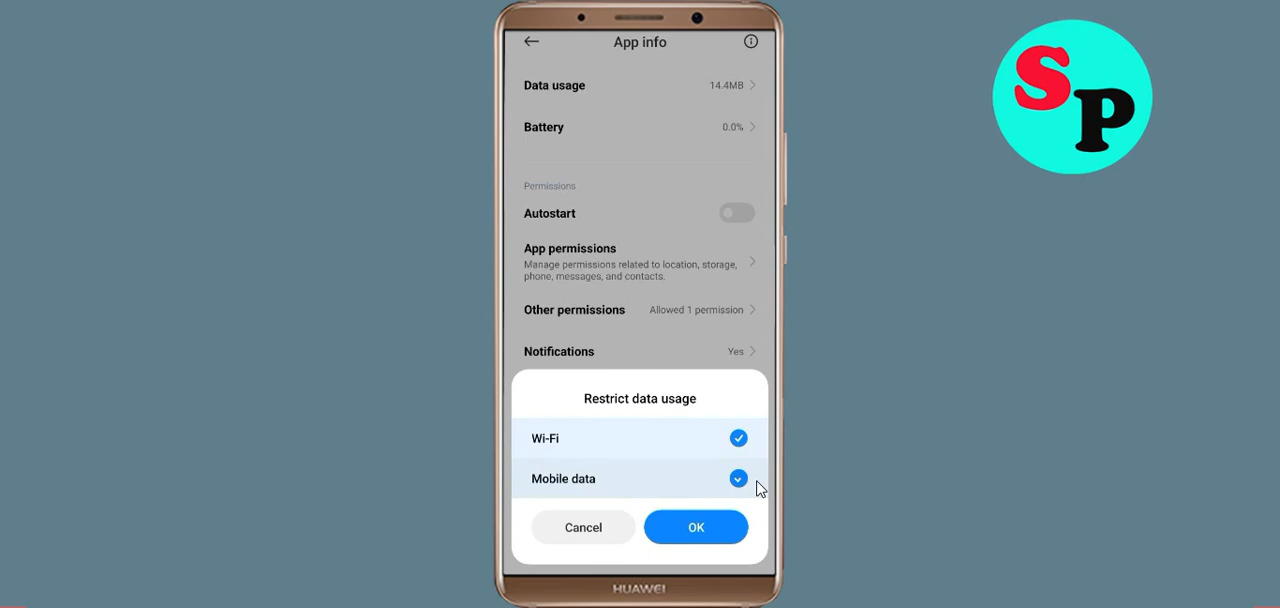 App info
Data usage 14.4MB
Battery 0.0%
Permissions
Autostart
App permissions
Manage permissions related to location, storage,
phone, messages, and contacts.
Other permissions Allowed 1 permission
Notifications Yes
Restrict data usage
Wi-Fi
Mobile data
Cancel OK
HUAWEI
SP